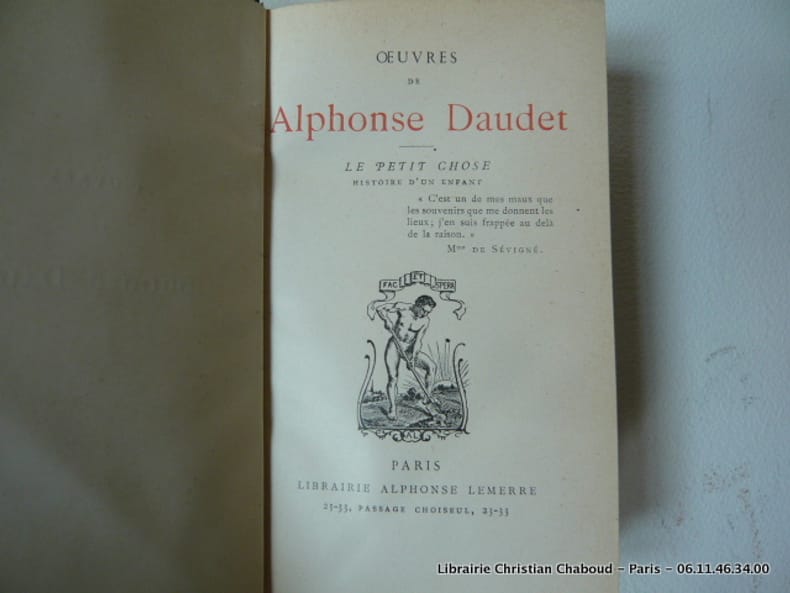 ŒUVRES
DE
Alphonse Daudet
LE PETIT CHOSE
HISTOIRE D'UN ENFANT
« C'est un de mes maux que
les souvenirs que me donnent les
lieux; j'en suis frappée au delà
de la raison. »
Mme DE SÉVIGNÉ.
FAC ET SPERA
AL
PARIS
LIBRAIRIE ALPHONSE LEMERRE
23-33, PASSAGE CHOISEUL, 23-33
Librairie Christian Chaboud - Paris - 06.11.46.34.00